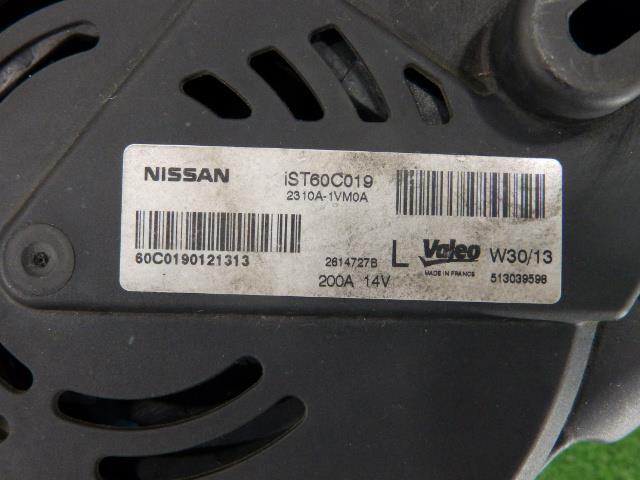 NISSAN
iST60C019
2310A-1VM0A
60C0190121313
2614727B
200A 14V
L
Valeo
MADE IN FRANCE
W30/13
513039598